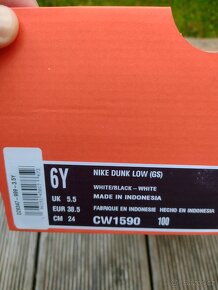 6Y
UK 5.5
EUR 38.5
CM 24
NIKE DUNK LOW (GS)
WHITE/BLACK-WHITE
MADE IN INDONESIA
FABRIQUE EN INDONESIE HECHO EN INDONESIA
CW1590 100